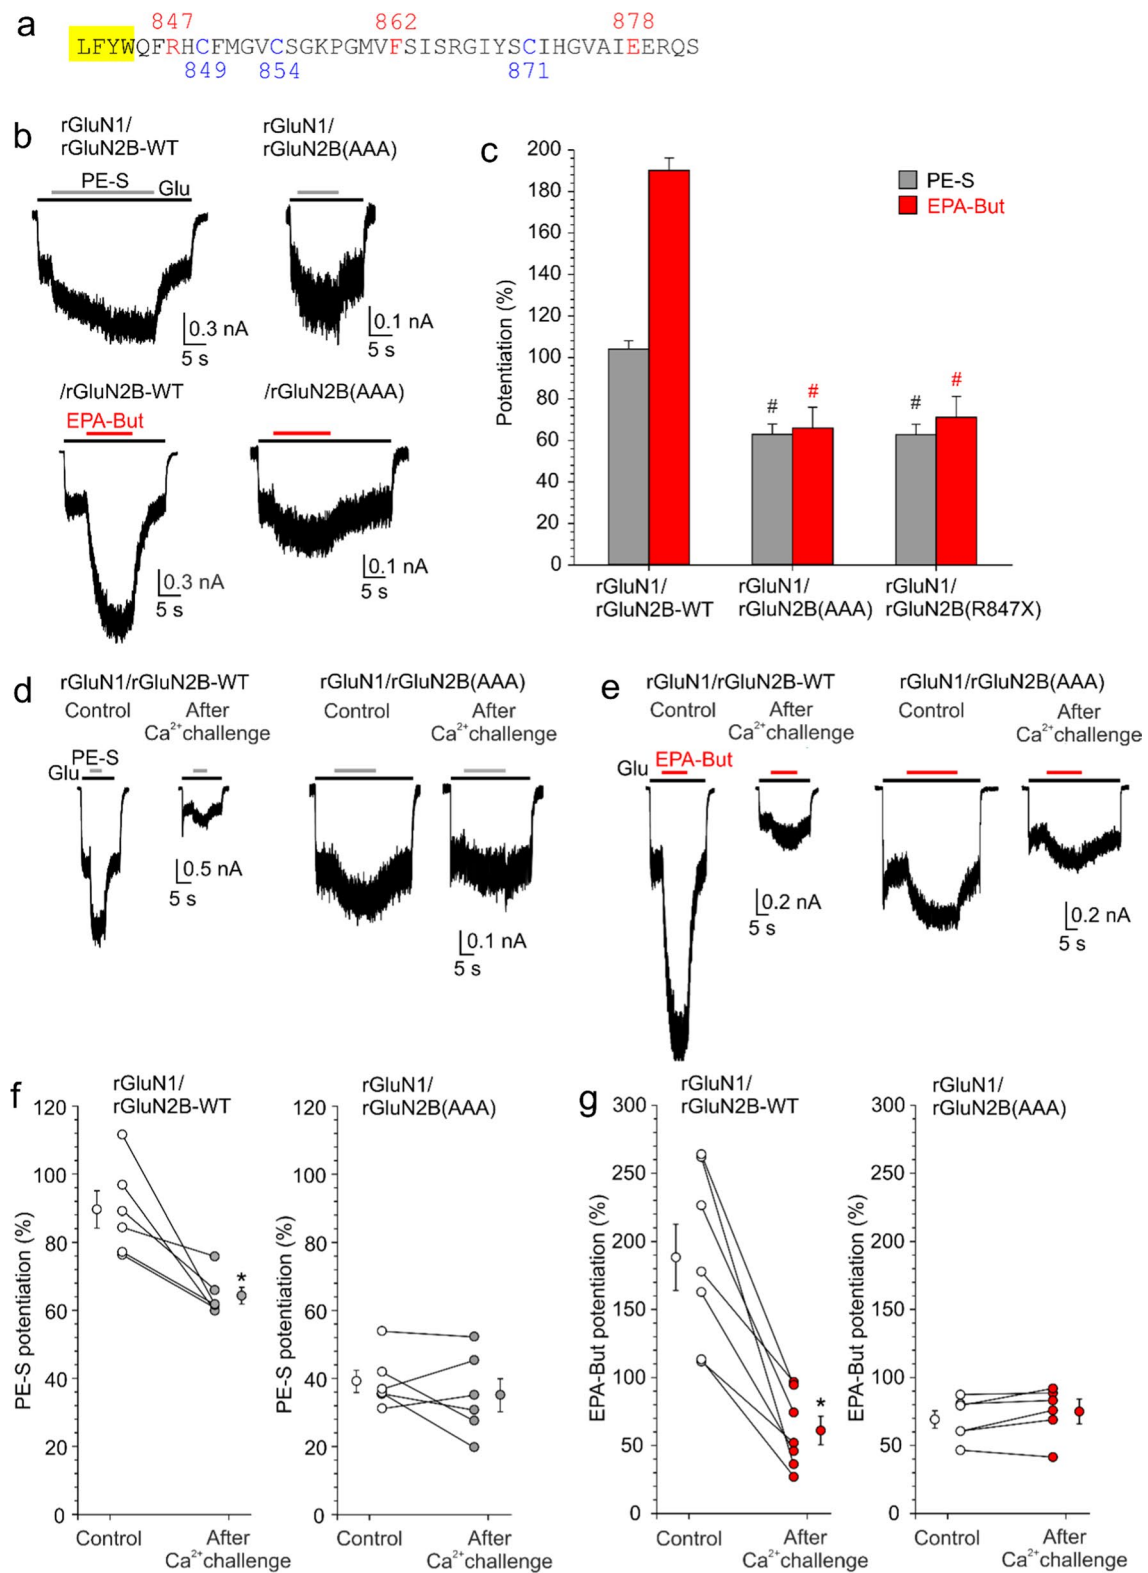 a
847 862 878
LFYWQFRHCFMGVCSGKPGMVFSISRGIYSCIHGVAIEERQS
849 854 871
b
rGluN1/
rGluN2B-WT
rGluN1/
rGluN2B(AAA)
PE-S
Glu
0.3 nA
5 s
0.1 nA
5 s
/rGluN2B-WT
/rGluN2B(AAA)
EPA-But
0.3 nA
5 s
0.1 nA
5 s
c
200
180
160
140
120
100
80
60
40
20
0
Potentiation (%)
PE-S
EPA-But
# #
# #
rGluN1/
rGluN2B-WT
rGluN1/
rGluN2B(AAA)
rGluN1/
rGluN2B(R847X)
d
rGluN1/rGluN2B-WT
Control
After
Ca2+challenge
PE-S
Glu
0.5 nA
5 s
rGluN1/rGluN2B(AAA)
Control
After
Ca2+challenge
0.1 nA
5 s
e
rGluN1/rGluN2B-WT
Control
After
Ca2+challenge
Glu
EPA-But
0.2 nA
5 s
rGluN1/rGluN2B(AAA)
Control
After
Ca2+challenge
0.2 nA
5 s
f
rGluN1/
rGluN2B-WT
120
100
80
60
40
20
0
PE-S potentiation (%)
*
Control
After
Ca2+challenge
rGluN1/
rGluN2B(AAA)
120
100
80
60
40
20
0
PE-S potentiation (%)
Control
After
Ca2+challenge
g
rGluN1/
rGluN2B-WT
300
250
200
150
100
50
0
EPA-But potentiation (%)
*
Control
After
Ca2+challenge
rGluN1/
rGluN2B(AAA)
300
250
200
150
100
50
0
EPA-But potentiation (%)
Control
After
Ca2+challenge